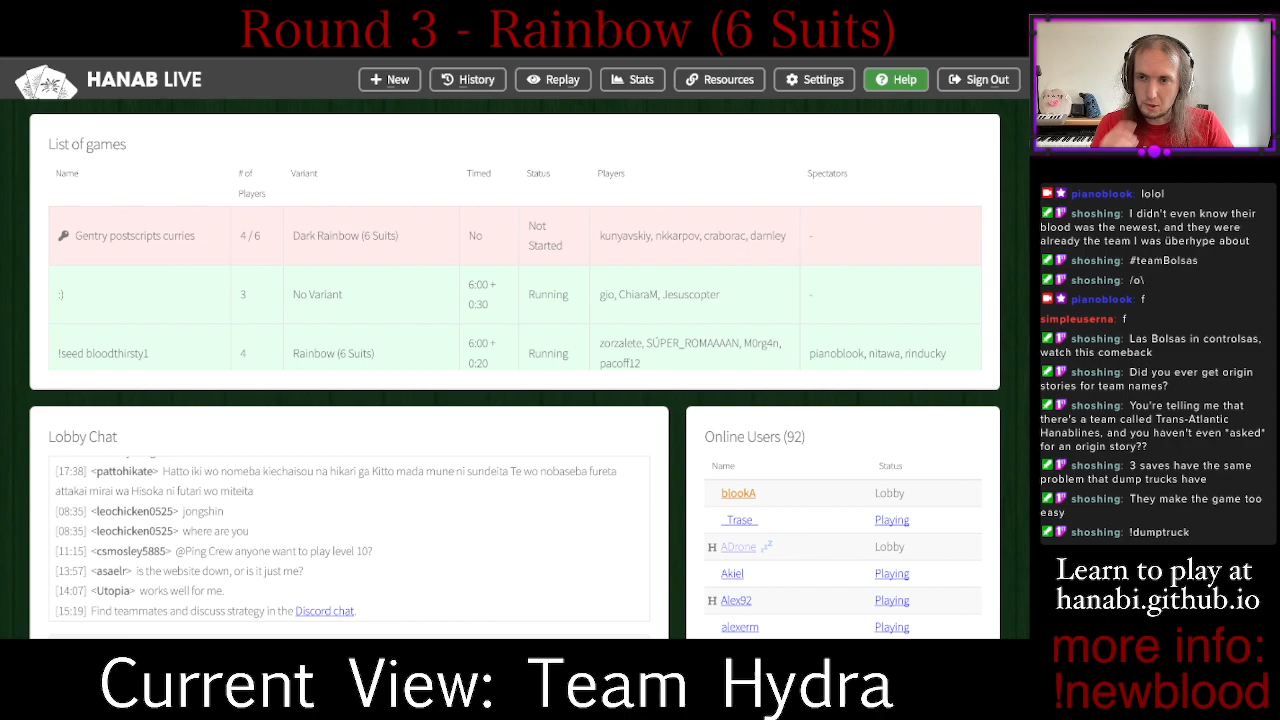 Round 3 - Rainbow (6 Suits)
HANAB LIVE
New
History
Replay
Stats
Resources
Settings
Help
Sign Out
List of games
Name
# of
Players
Variant
Timed
Status
Players
Spectators
Gentry postscripts curries
4 / 6
Dark Rainbow (6 Suits)
No
Not
Started
kunyavskiy, nkkarpov, craborac, darnley
-
:)
3
No Variant
6:00 +
0:30
Running
gio, ChiaraM, Jesuscopter
-
!seed bloodthirsty1
4
Rainbow (6 Suits)
6:00 +
0:20
Running
zorzalete, SÚPER_ROMAAAAN, M0rg4n,
pacoff12
pianoblook, nitawa, rinducky
Lobby Chat
[17:38] <pattohikate> Hatto iki wo nomeba kiechaisou na hikari ga Kitto mada mune ni sundeita Te wo nobaseba fureta
attakai mirai wa Hisoka ni futari wo miteita
[08:35] <leochicken0525> jongshin
[08:35] <leochicken0525> where are you
[11:15] <csmosley5885> @Ping Crew anyone want to play level 10?
[13:57] <asaelr> is the website down, or is it just me?
[14:07] <Utopia> works well for me.
[15:19] Find teammates and discuss strategy in the Discord chat.
Online Users (92)
Name
Status
blookA
Lobby
_Trase_
Playing
H ADrone
Lobby
Akiel
Playing
H Alex92
Playing
alexerm
Playing
pianoblook: lolol
shoshing: I didn't even know their
blood was the newest, and they were
already the team I was überhype about
shoshing: #teamBolsas
shoshing: /o\
pianoblook: f
simpleuserna: f
shoshing: Las Bolsas in controlsas,
watch this comeback
shoshing: Did you ever get origin
stories for team names?
shoshing: You're telling me that
there's a team called Trans-Atlantic
Hanablines, and you haven't even *asked*
for an origin story??
shoshing: 3 saves have the same
problem that dump trucks have
shoshing: They make the game too
easy
shoshing: !dumptruck
Learn to play at
hanabi.github.io
more info:
!newblood
Current View: Team Hydra